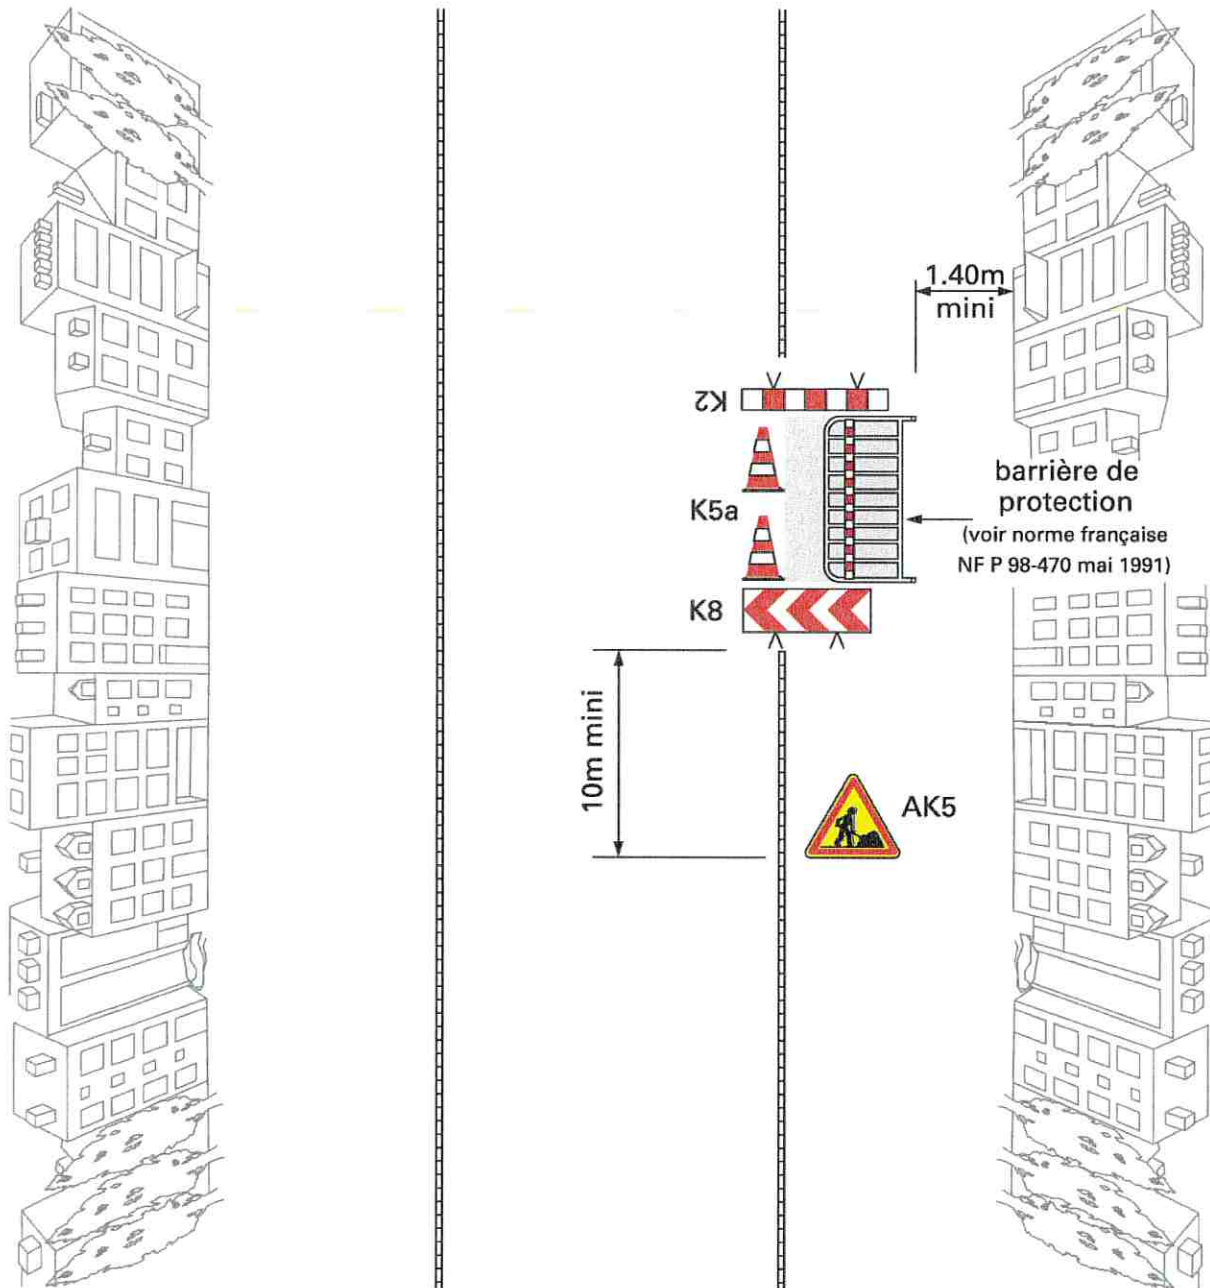 1.40m
mini
K2
K5a
barrière de
protection
(voir norme française
NF P 98-470 mai 1991)
K8
10m mini
AK5